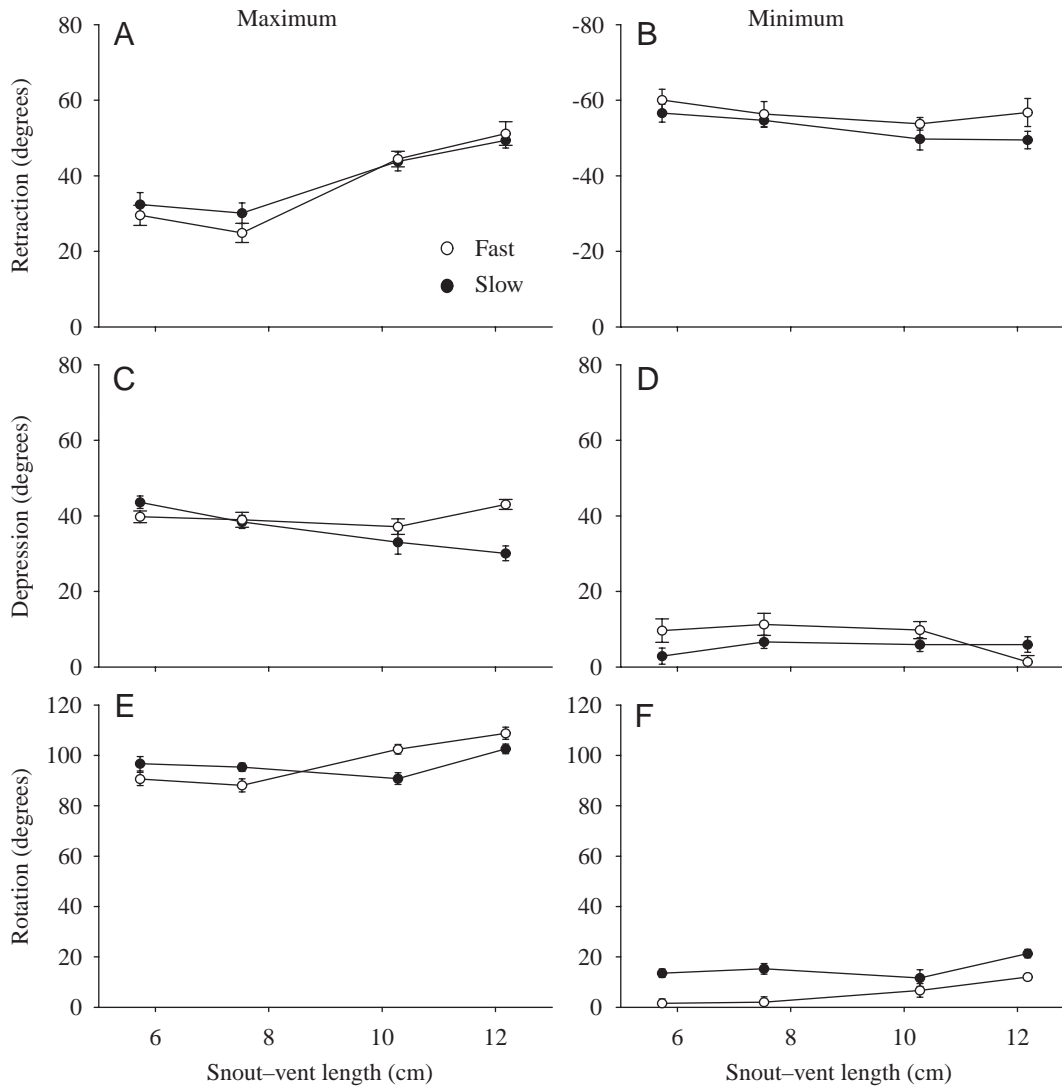 Maximum
Minimum
A
B
Retraction (degrees)
80
60
40
20
0
-80
-60
-40
-20
0
Fast
Slow
C
D
Depression (degrees)
80
60
40
20
0
80
60
40
20
0
E
F
Rotation (degrees)
120
100
80
60
40
20
0
120
100
80
60
40
20
0
6 8 10 12
6 8 10 12
Snout–vent length (cm)
Snout–vent length (cm)